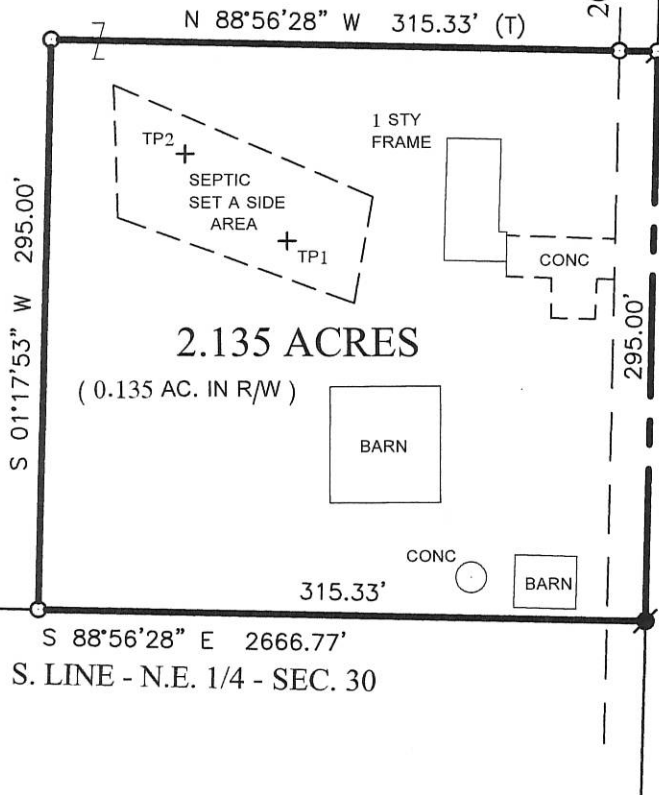 N 88°56'28" W 315.33' (T)
1 STY
FRAME
TP2
SEPTIC
SET A SIDE
AREA
TP1
CONC
S 01°17'53" W 295.00'
295.00'
2.135 ACRES
( 0.135 AC. IN R/W )
BARN
CONC
BARN
315.33'
S 88°56'28" E 2666.77'
S. LINE - N.E. 1/4 - SEC. 30